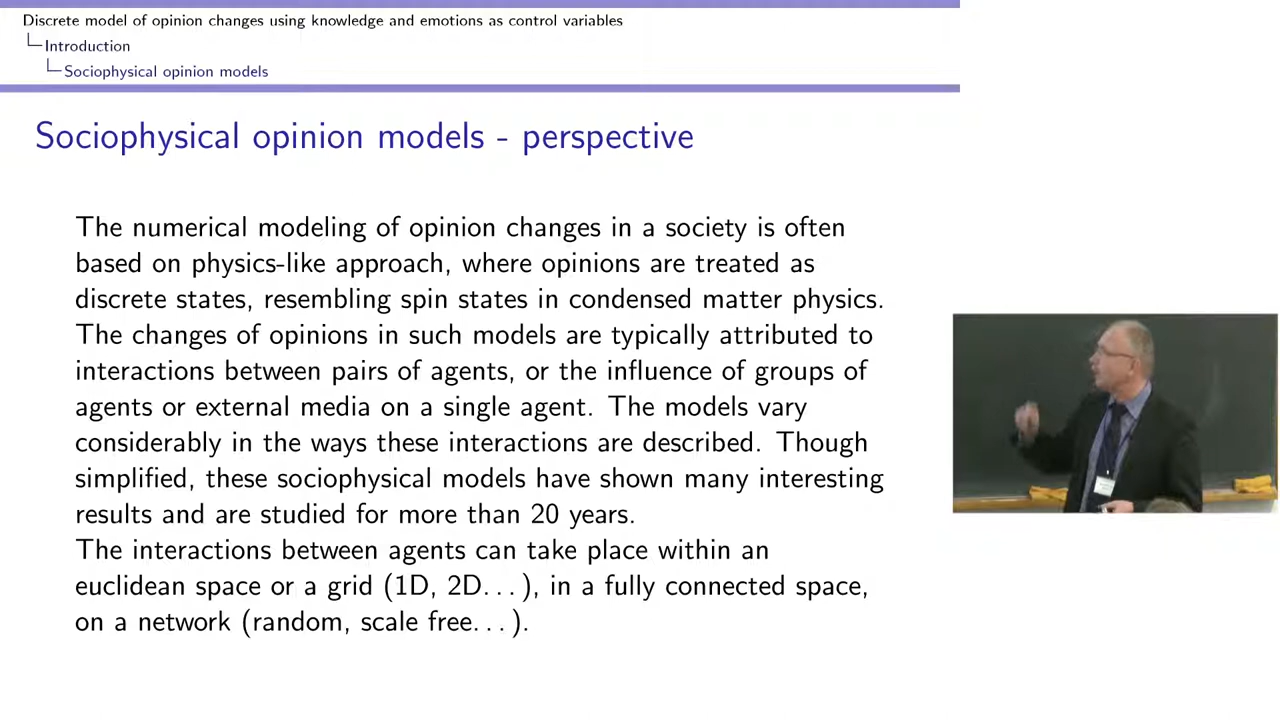 Discrete model of opinion changes using knowledge and emotions as control variables
Introduction
Sociophysical opinion models
Sociophysical opinion models - perspective
The numerical modeling of opinion changes in a society is often
based on physics-like approach, where opinions are treated as
discrete states, resembling spin states in condensed matter physics.
The changes of opinions in such models are typically attributed to
interactions between pairs of agents, or the influence of groups of
agents or external media on a single agent. The models vary
considerably in the ways these interactions are described. Though
simplified, these sociophysical models have shown many interesting
results and are studied for more than 20 years.
The interactions between agents can take place within an
euclidean space or a grid (1D, 2D...), in a fully connected space,
on a network (random, scale free...).